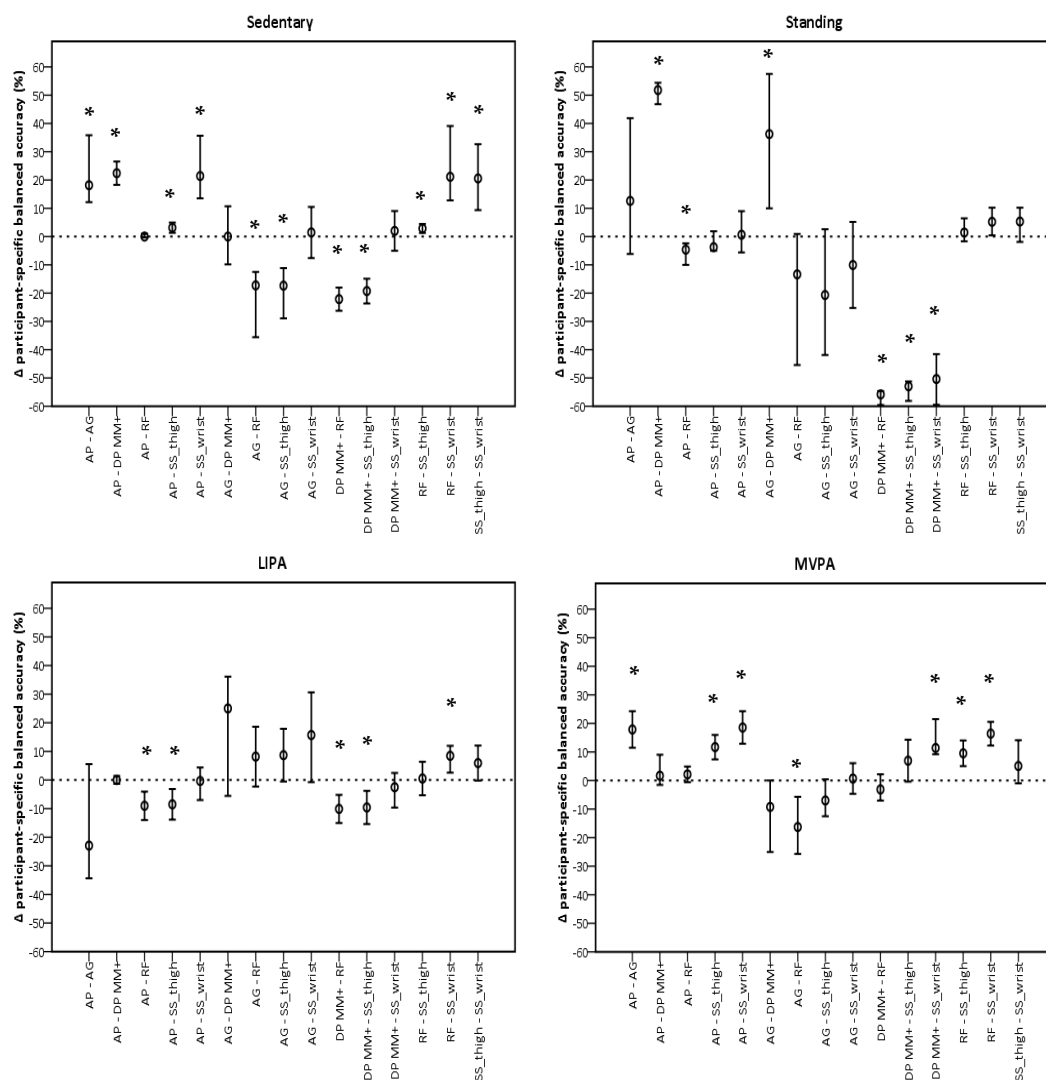 Sedentary
Δ participant-specific balanced accuracy (%)
60
50
40
30
20
10
0
-10
-20
-30
-40
-50
-60
* * * * * * * * * * *
AP - AG
AP - DP MM+
AP - RF
AP - SS_thigh
AP - SS_wrist
AG - DP MM+
AG - RF
AG - SS_thigh
AG - SS_wrist
DP MM+ - RF
DP MM+ - SS_thigh
DP MM+ - SS_wrist
RF - SS_thigh
RF - SS_wrist
SS_thigh - SS_wrist
Standing
Δ participant-specific balanced accuracy (%)
60
50
40
30
20
10
0
-10
-20
-30
-40
-50
-60
* * * * * *
AP - AG
AP - DP MM+
AP - RF
AP - SS_thigh
AP - SS_wrist
AG - DP MM+
AG - RF
AG - SS_thigh
AG - SS_wrist
DP MM+ - RF
DP MM+ - SS_thigh
DP MM+ - SS_wrist
RF - SS_thigh
RF - SS_wrist
SS_thigh - SS_wrist
LIPA
Δ participant-specific balanced accuracy (%)
60
50
40
30
20
10
0
-10
-20
-30
-40
-50
-60
* * * * *
AP - AG
AP - DP MM+
AP - RF
AP - SS_thigh
AP - SS_wrist
AG - DP MM+
AG - RF
AG - SS_thigh
AG - SS_wrist
DP MM+ - RF
DP MM+ - SS_thigh
DP MM+ - SS_wrist
RF - SS_thigh
RF - SS_wrist
SS_thigh - SS_wrist
MVPA
Δ participant-specific balanced accuracy (%)
60
50
40
30
20
10
0
-10
-20
-30
-40
-50
-60
* * * * * * *
AP - AG
AP - DP MM+
AP - RF
AP - SS_thigh
AP - SS_wrist
AG - DP MM+
AG - RF
AG - SS_thigh
AG - SS_wrist
DP MM+ - RF
DP MM+ - SS_thigh
DP MM+ - SS_wrist
RF - SS_thigh
RF - SS_wrist
SS_thigh - SS_wrist